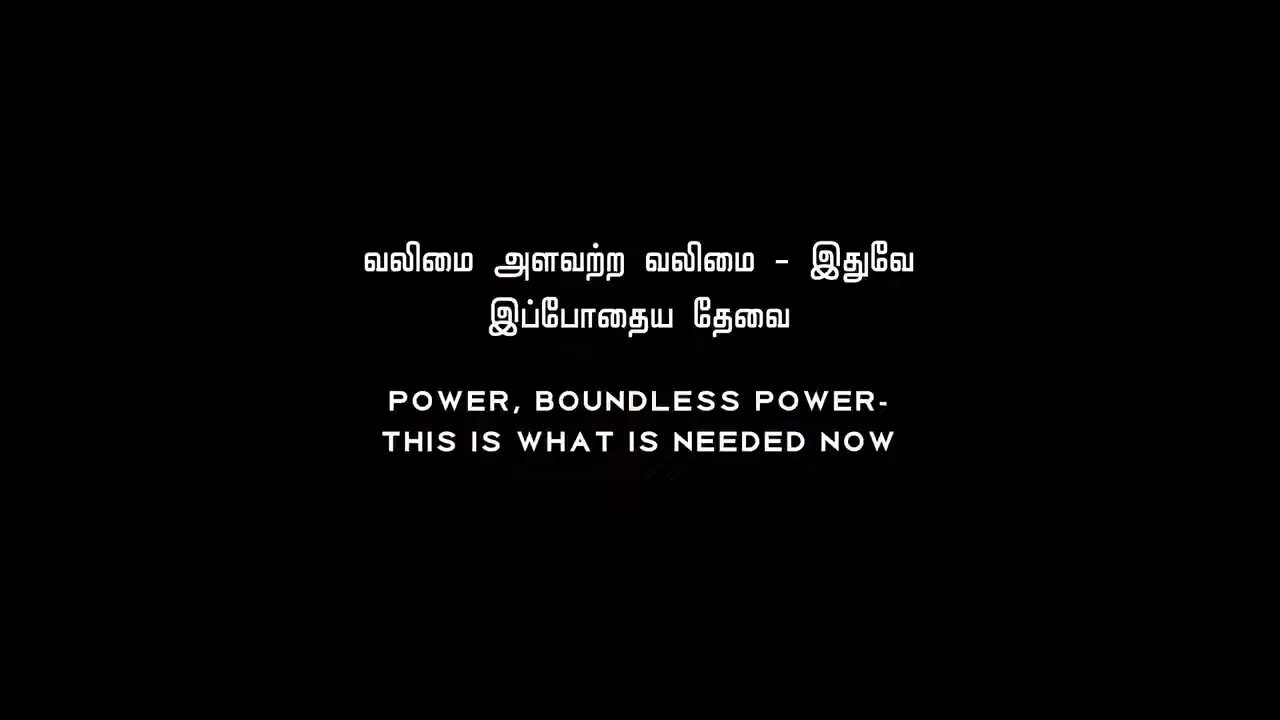 வலிமை அளவற்ற வலிமை - இதுவே
இப்போதைய தேவை
POWER, BOUNDLESS POWER-
THIS IS WHAT IS NEEDED NOW